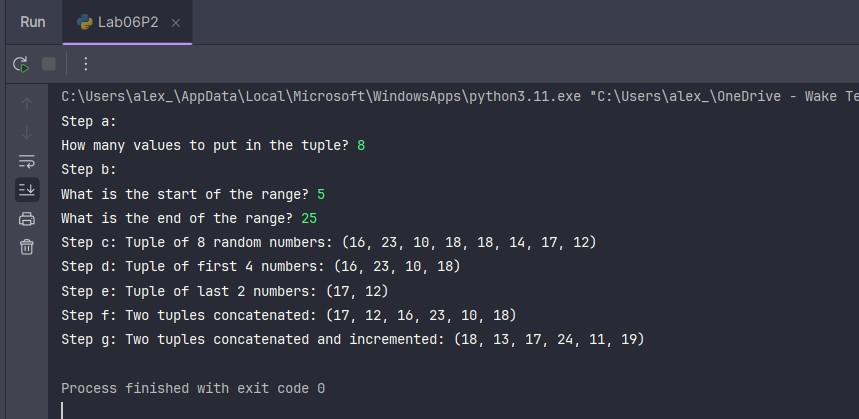 Run Lab06P2
C:\Users\alex_\AppData\Local\Microsoft\WindowsApps\python3.11.exe "C:\Users\alex_\OneDrive - Wake
Step a:
How many values to put in the tuple? 8
Step b:
What is the start of the range? 5
What is the end of the range? 25
Step c: Tuple of 8 random numbers: (16, 23, 10, 18, 18, 14, 17, 12)
Step d: Tuple of first 4 numbers: (16, 23, 10, 18)
Step e: Tuple of last 2 numbers: (17, 12)
Step f: Two tuples concatenated: (17, 12, 16, 23, 10, 18)
Step g: Two tuples concatenated and incremented: (18, 13, 17, 24, 11, 19)
Process finished with exit code 0